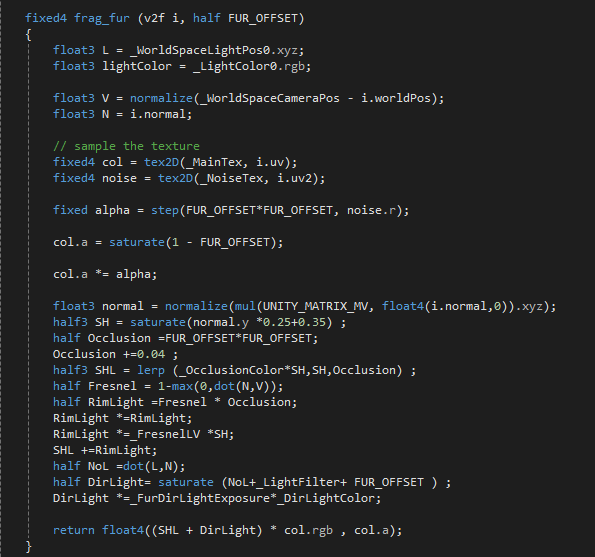 fixed4 frag_fur (v2f i, half FUR_OFFSET)
{
float3 L = _WorldSpaceLightPos0.xyz;
float3 lightColor = _LightColor0.rgb;
float3 V = normalize(_WorldSpaceCameraPos - i.worldPos);
float3 N = i.normal;
// sample the texture
fixed4 col = tex2D(_MainTex, i.uv);
fixed4 noise = tex2D(_NoiseTex, i.uv2);
fixed alpha = step(FUR_OFFSET*FUR_OFFSET, noise.r);
col.a = saturate(1 - FUR_OFFSET);
col.a *= alpha;
float3 normal = normalize(mul(UNITY_MATRIX_MV, float4(i.normal,0)).xyz);
half3 SH = saturate(normal.y *0.25+0.35) ;
half Occlusion =FUR_OFFSET*FUR_OFFSET;
Occlusion +=0.04 ;
half3 SHL = lerp (_OcclusionColor*SH,SH,Occlusion) ;
half Fresnel = 1-max(0,dot(N,V));
half RimLight =Fresnel * Occlusion;
RimLight *=RimLight;
RimLight *=_FresnelLV *SH;
SHL +=RimLight;
half NoL =dot(L,N);
half DirLight= saturate (NoL+_LightFilter+ FUR_OFFSET ) ;
DirLight *=_FurDirLightExposure*_DirLightColor;
return float4((SHL + DirLight) * col.rgb , col.a);
}